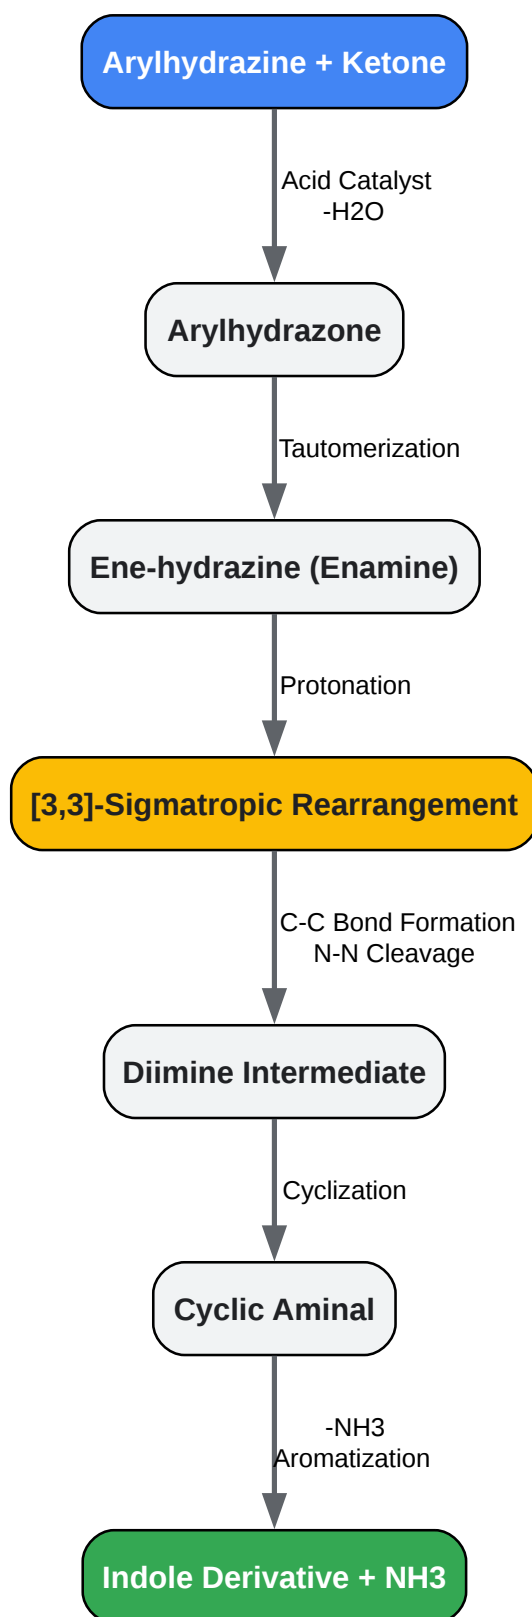 Arylhydrazine + Ketone
Acid Catalyst
-H2O
Arylhydrazone
Tautomerization
Ene-hydrazine (Enamine)
Protonation
[3,3]-Sigmatropic Rearrangement
C-C Bond Formation
N-N Cleavage
Diimine Intermediate
Cyclization
Cyclic Aminal
-NH3
Aromatization
Indole Derivative + NH3